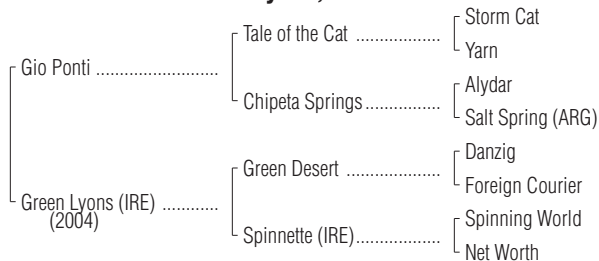 Storm Cat
Tale of the Cat ..................
Yarn
Gio Ponti ..........................
Alydar
Chipeta Springs................
Salt Spring (ARG)
Danzig
Green Desert ....................
Foreign Courier
Green Lyons (IRE) ............
(2004)
Spinning World
Spinnette (IRE)..................
Net Worth